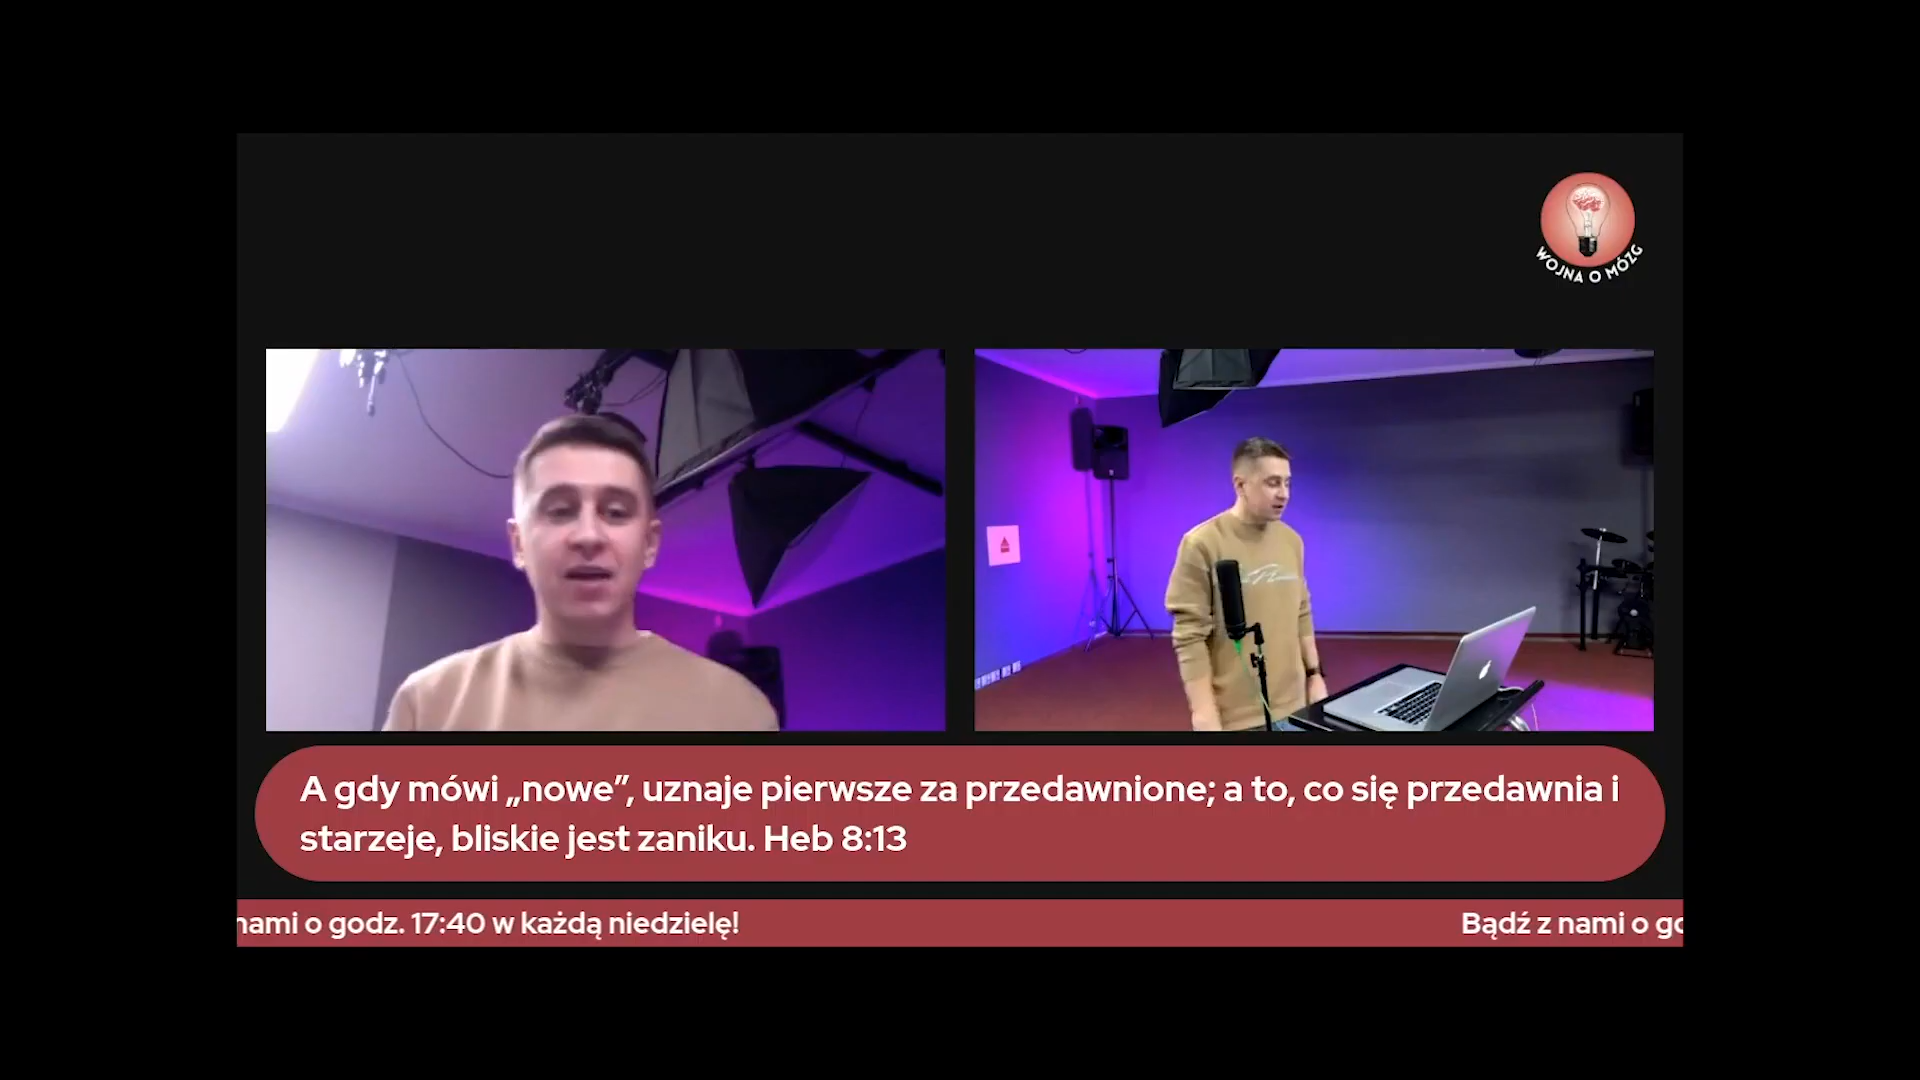 WOJNA O MÓZG
A gdy mówi „nowe”, uznaje pierwsze za przedawnione; a to, co się przedawnia i
starzeje, bliskie jest zaniku. Heb 8:13
nami o godz. 17:40 w każdą niedzielę!
Bądź z nami o go